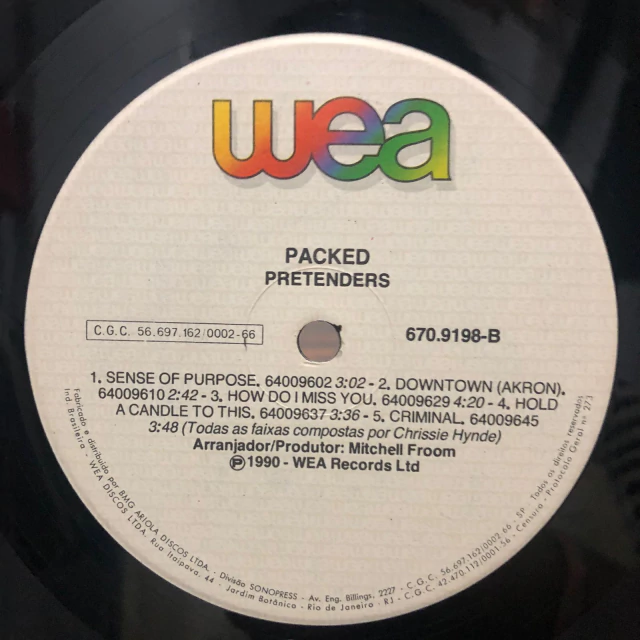 wea
PACKED
PRETENDERS
C.G.C. 56.697.162/0002-66
670.9198-B
1. SENSE OF PURPOSE. 64009602 3:02 - 2. DOWNTOWN (AKRON).
64009610 2:42 - 3. HOW DO I MISS YOU. 64009629 4:20 - 4. HOLD
A CANDLE TO THIS. 64009637 3:36 - 5. CRIMINAL. 64009645
3:48 (Todas as faixas compostas por Chrissie Hynde)
Arranjador/Produtor: Mitchell Froom
Ⓟ1990 - WEA Records Ltd
Fabricado e distribuído por BMG ARIOLA DISCOS LTDA. - Divisão SONOPRESS - Av. Eng. Billings, 2227 - C.G.C. 56.697.162/0002 66 - SP. Todos os direitos reservados
Ind. Brasileira - WEA DISCOS LTDA. Rua Itaipava, 44 - Jardim Botânico - Rio de Janeiro - RJ - C.G.C. 42.470.112/0001-56 - Censura - Protocolo Geral nº 273